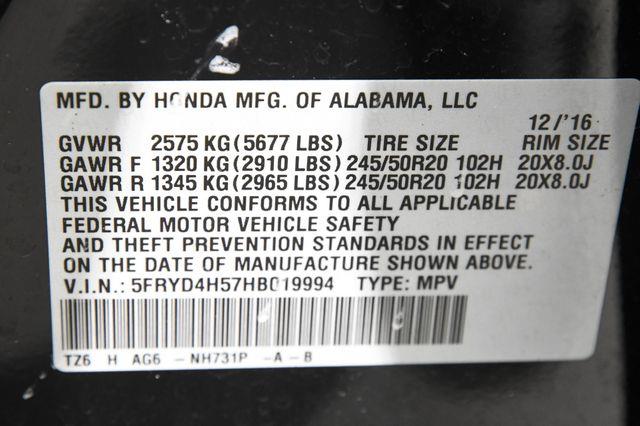 MFD. BY HONDA MFG. OF ALABAMA, LLC
12/'16
GVWR 2575 KG(5677 LBS) TIRE SIZE RIM SIZE
GAWR F 1320 KG(2910 LBS)245/50R20 102H 20X8.0J
GAWR R 1345 KG(2965 LBS)245/50R20 102H 20X8.0J
THIS VEHICLE CONFORMS TO ALL APPLICABLE
FEDERAL MOTOR VEHICLE SAFETY
AND THEFT PREVENTION STANDARDS IN EFFECT
ON THE DATE OF MANUFACTURE SHOWN ABOVE.
V.I.N.: 5FRYD4H57HB019994 TYPE: MPV
TZ6 H AG6 -NH731P -A-B